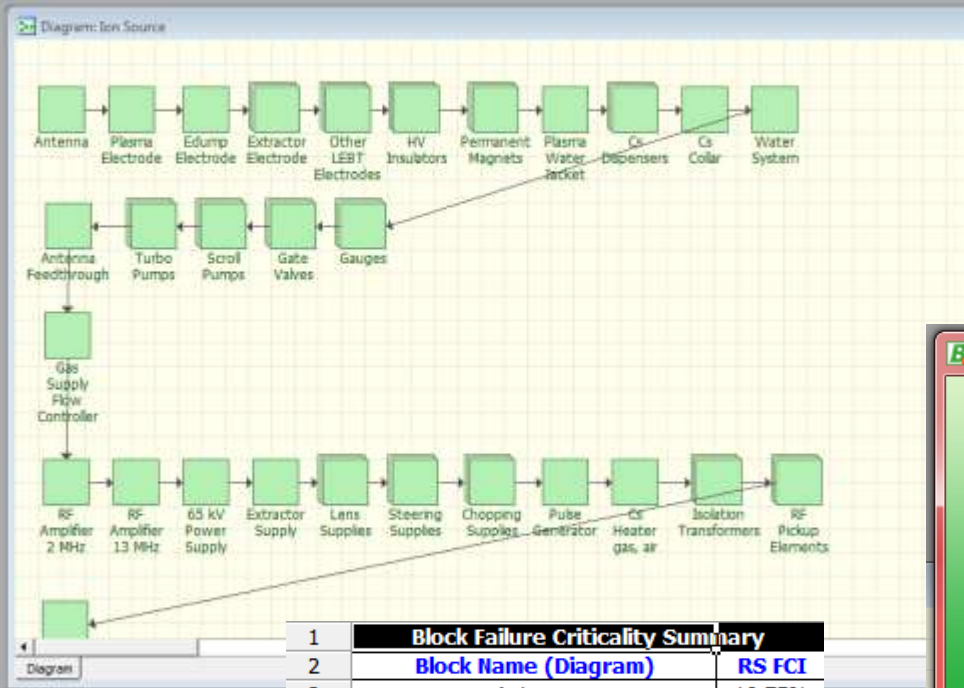 Diagram: Ion Source
Antenna
Plasma
Electrode
Edump
Electrode
Extractor
Electrode
Other
LEBT
Electrodes
HV
Insulators
Permanent
Magnets
Plasma
Water
Jacket
Cs
Dispensers
Cs
Collar
Water
System
Antenna
Feedthrough
Turbo
Pumps
Scroll
Pumps
Gate
Valves
Gauges
Gas
Supply
Flow
Controller
RF
Amplifier
2 MHz
RF
Amplifier
13 MHz
65 kV
Power
Supply
Extractor
Supply
Lens
Supplies
Steering
Supplies
Chopping
Supplies
Pulse
Generator
Cs
Heater
gas, air
Isolation
Transformers
RF
Pickup
Elements
Diagram
1 Block Failure Criticality Summary
2 Block Name (Diagram) RS FCI
B